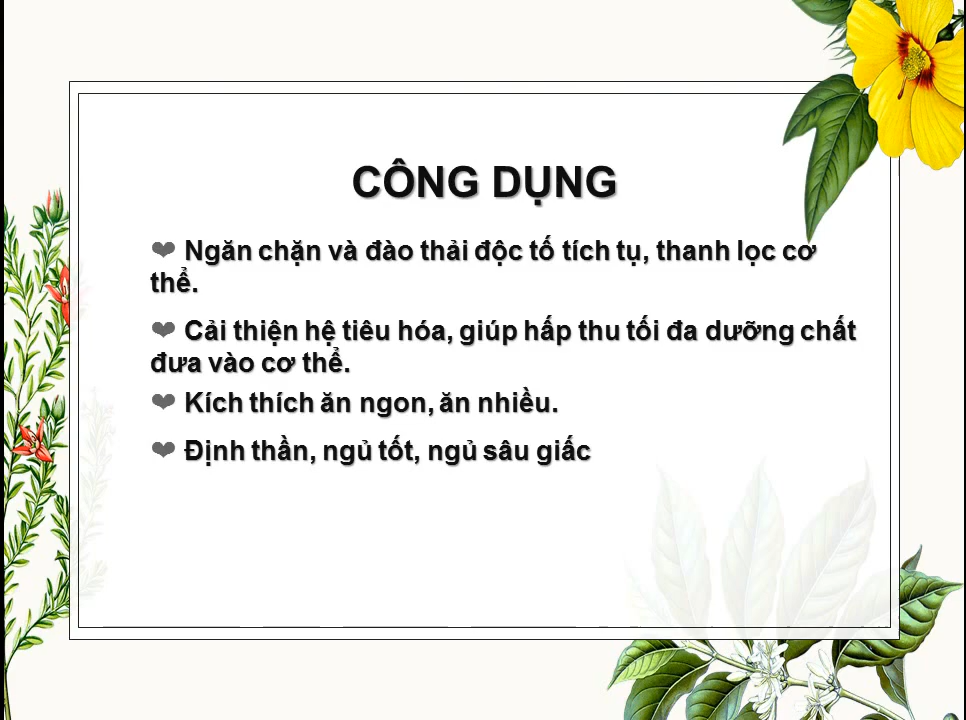 CÔNG DỤNG
❤ Ngăn chặn và đào thải độc tố tích tụ, thanh lọc cơ
thể.
❤ Cải thiện hệ tiêu hóa, giúp hấp thu tối đa dưỡng chất
đưa vào cơ thể.
❤ Kích thích ăn ngon, ăn nhiều.
❤ Định thần, ngủ tốt, ngủ sâu giấc